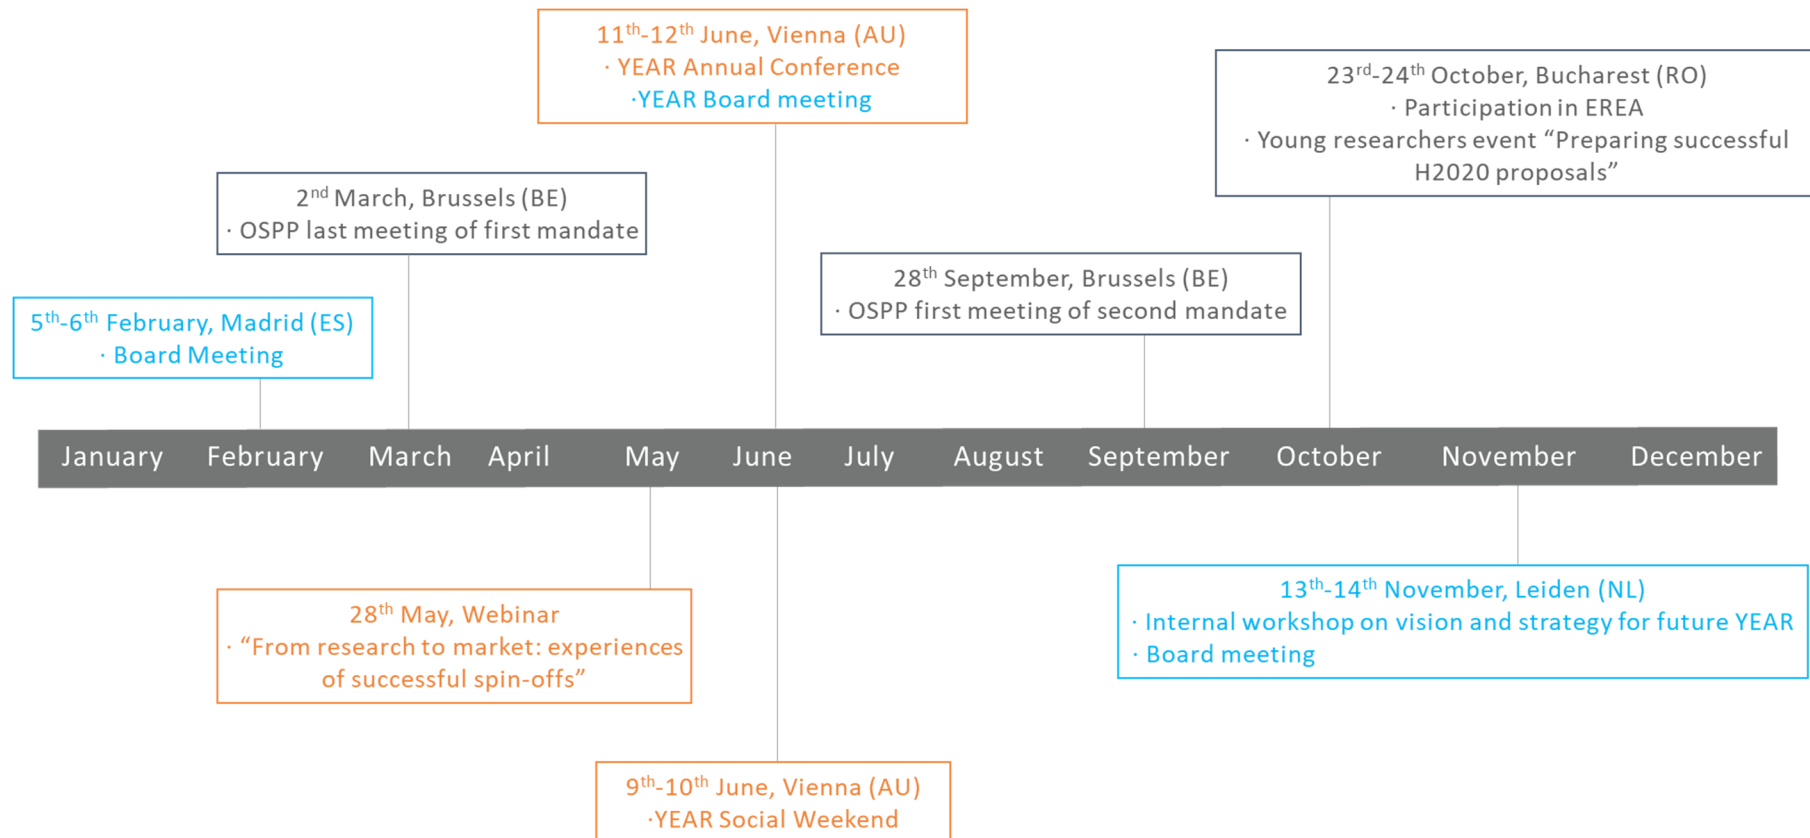 11th-12th June, Vienna (AU)
· YEAR Annual Conference
·YEAR Board meeting
23rd-24th October, Bucharest (RO)
· Participation in EREA
· Young researchers event “Preparing successful
H2020 proposals”
2nd March, Brussels (BE)
· OSPP last meeting of first mandate
28th September, Brussels (BE)
· OSPP first meeting of second mandate
5th-6th February, Madrid (ES)
· Board Meeting
January February March April May June July August September October November December
28th May, Webinar
· “From research to market: experiences
of successful spin-offs”
13th-14th November, Leiden (NL)
· Internal workshop on vision and strategy for future YEAR
· Board meeting
9th-10th June, Vienna (AU)
·YEAR Social Weekend